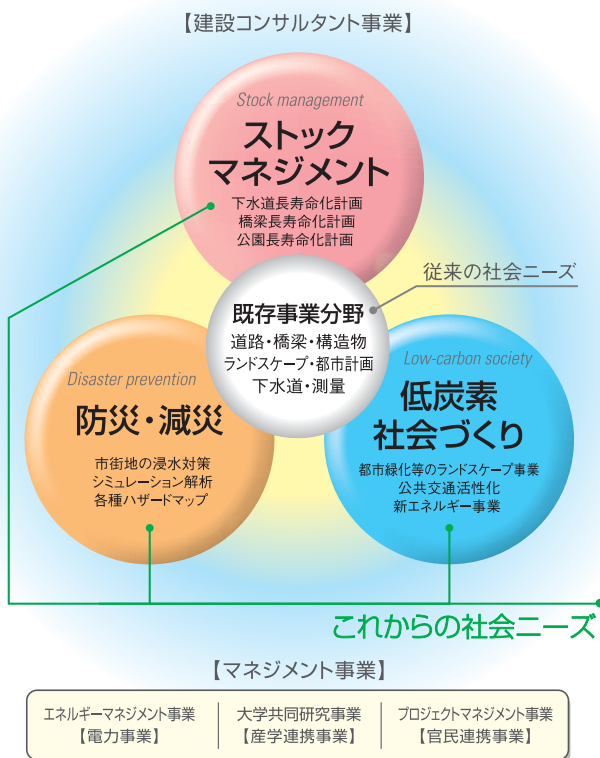 【建設コンサルタント事業】
Stock management
ストック
マネジメント
下水道長寿命化計画
橋梁長寿命化計画
公園長寿命化計画
従来の社会ニーズ
既存事業分野
道路・橋梁・構造物
ランドスケープ・都市計画
下水道・測量
Disaster prevention
防災・減災
市街地の浸水対策
シミュレーション解析
各種ハザードマップ
Low-carbon society
低炭素
社会づくり
都市緑化等のランドスケープ事業
公共交通活性化
新エネルギー事業
これからの社会ニーズ
【マネジメント事業】
エネルギーマネジメント事業
【電力事業】
大学共同研究事業
【産学連携事業】
プロジェクトマネジメント事業
【官民連携事業】